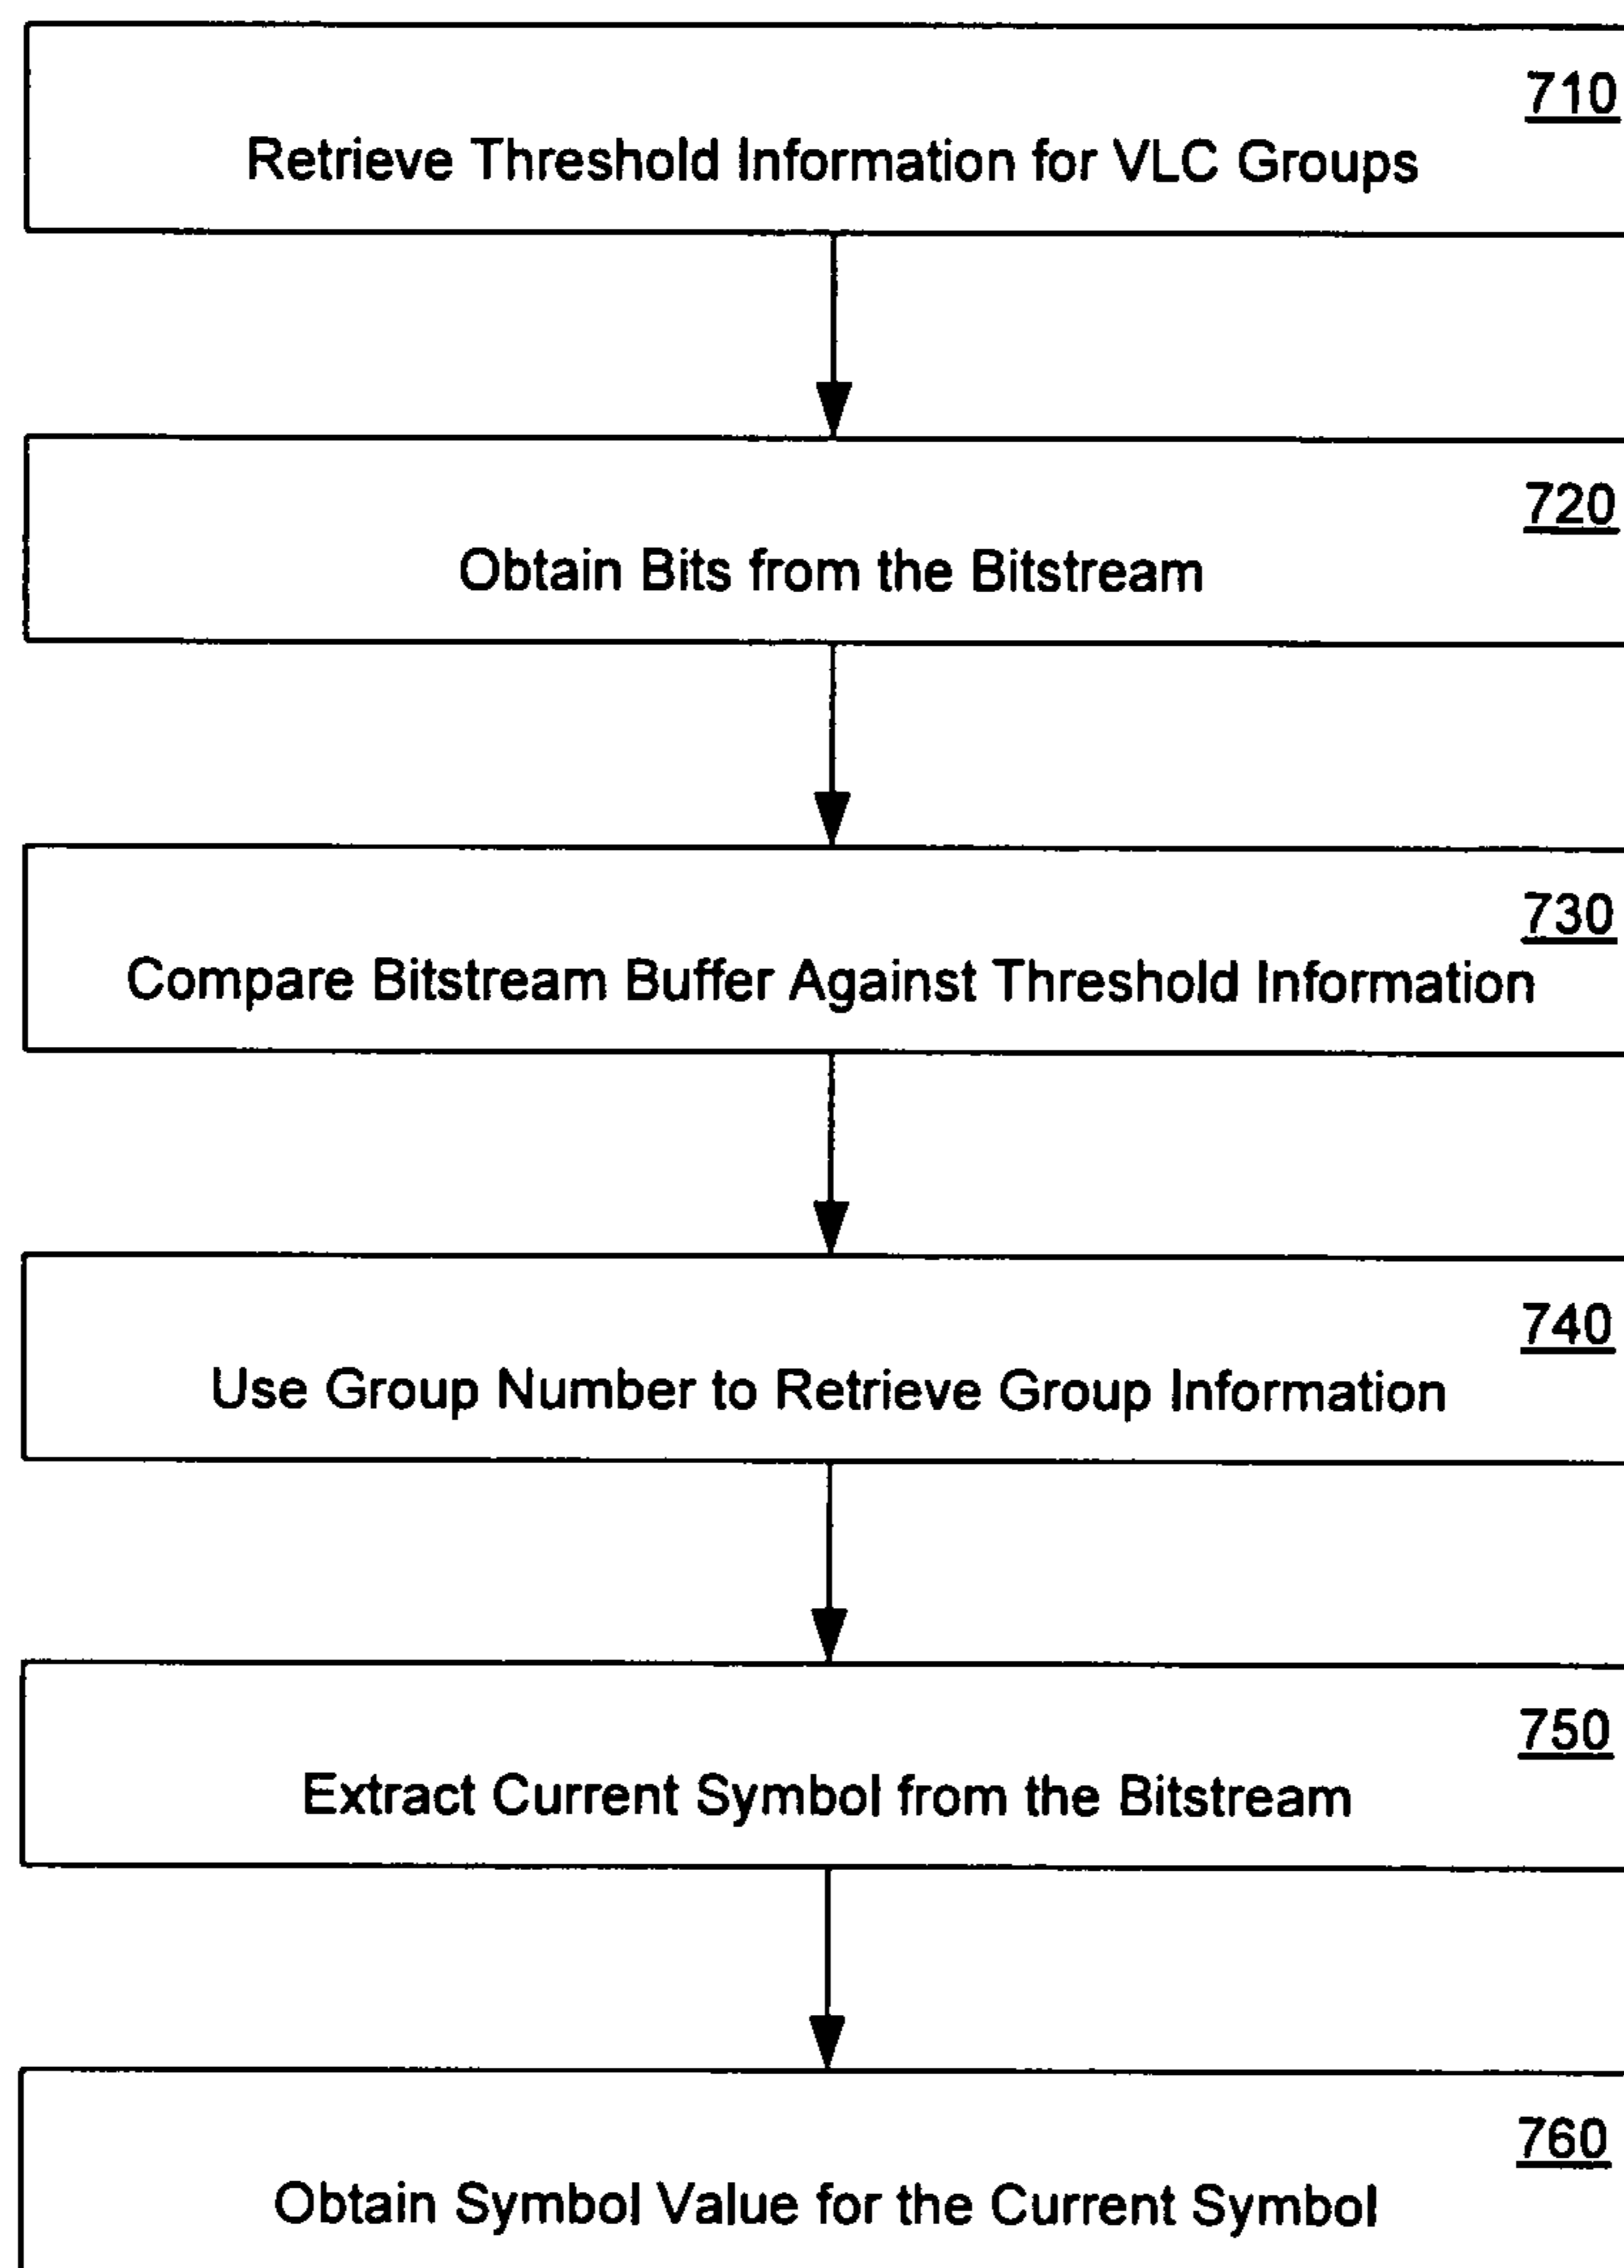 710
Retrieve Threshold Information for VLC Groups
720
Obtain Bits from the Bitstream
730
Compare Bitstream Buffer Against Threshold Information
740
Use Group Number to Retrieve Group Information
750
Extract Current Symbol from the Bitstream
760
Obtain Symbol Value for the Current Symbol